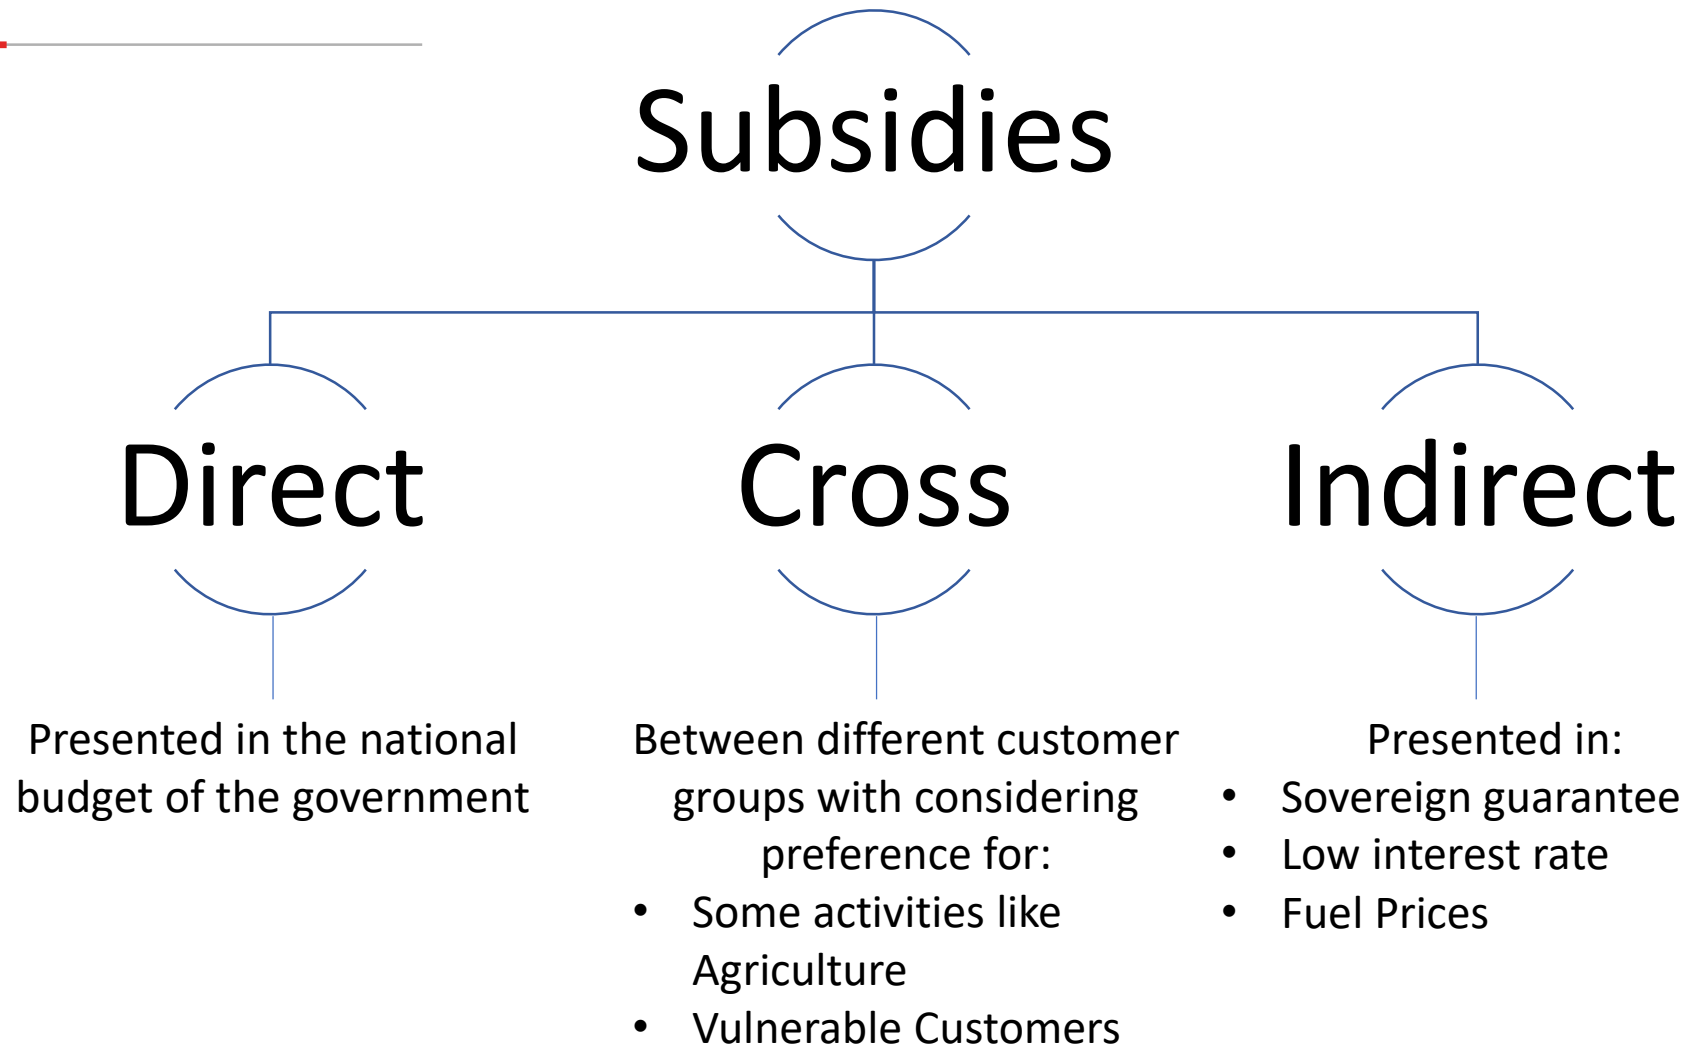 Subsidies
Direct
Cross
Indirect
Presented in the national
budget of the government
Between different customer
groups with considering
preference for:
• Some activities like
Agriculture
• Vulnerable Customers
Presented in:
• Sovereign guarantee
• Low interest rate
• Fuel Prices